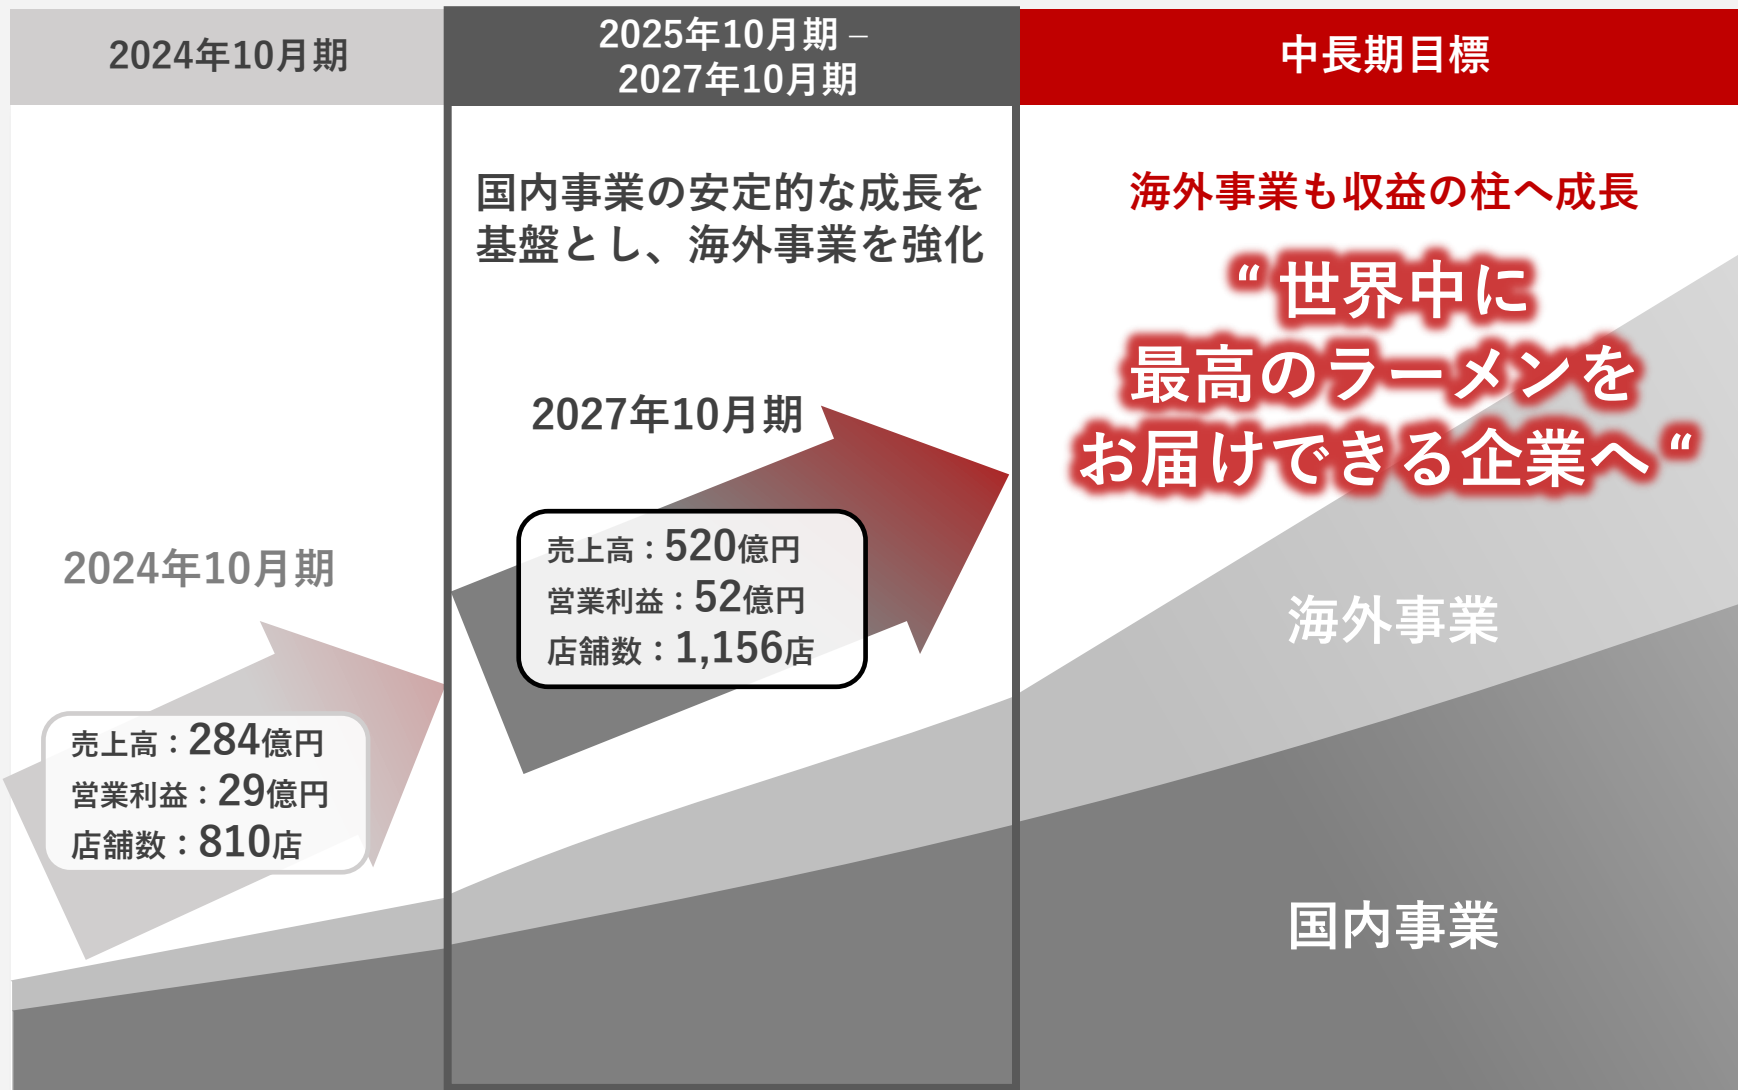 2024年10月期
2025年10月期 –
2027年10月期
中長期目標
国内事業の安定的な成長を
基盤とし、海外事業を強化
海外事業も収益の柱へ成長
“ 世界中に
最高のラーメンを
お届けできる企業へ “
2027年10月期
売上高：520億円
営業利益：52億円
店舗数：1,156店
2024年10月期
売上高：284億円
営業利益：29億円
店舗数：810店
海外事業
国内事業